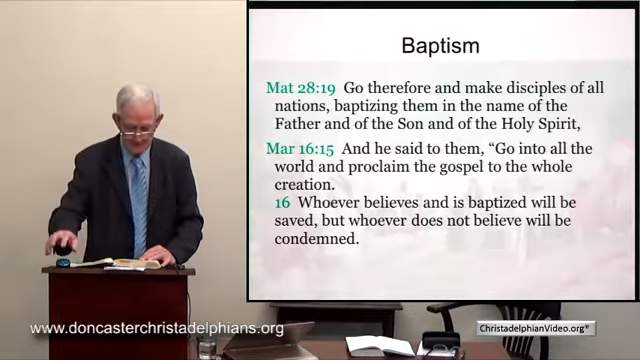 Baptism
Mat 28:19 Go therefore and make disciples of all
nations, baptizing them in the name of the
Father and of the Son and of the Holy Spirit,
Mar 16:15 And he said to them, “Go into all the
world and proclaim the gospel to the whole
creation.
16 Whoever believes and is baptized will be
saved, but whoever does not believe will be
condemned.
www.doncasterchristadelphians.org
ChristadelphianVideo.org®